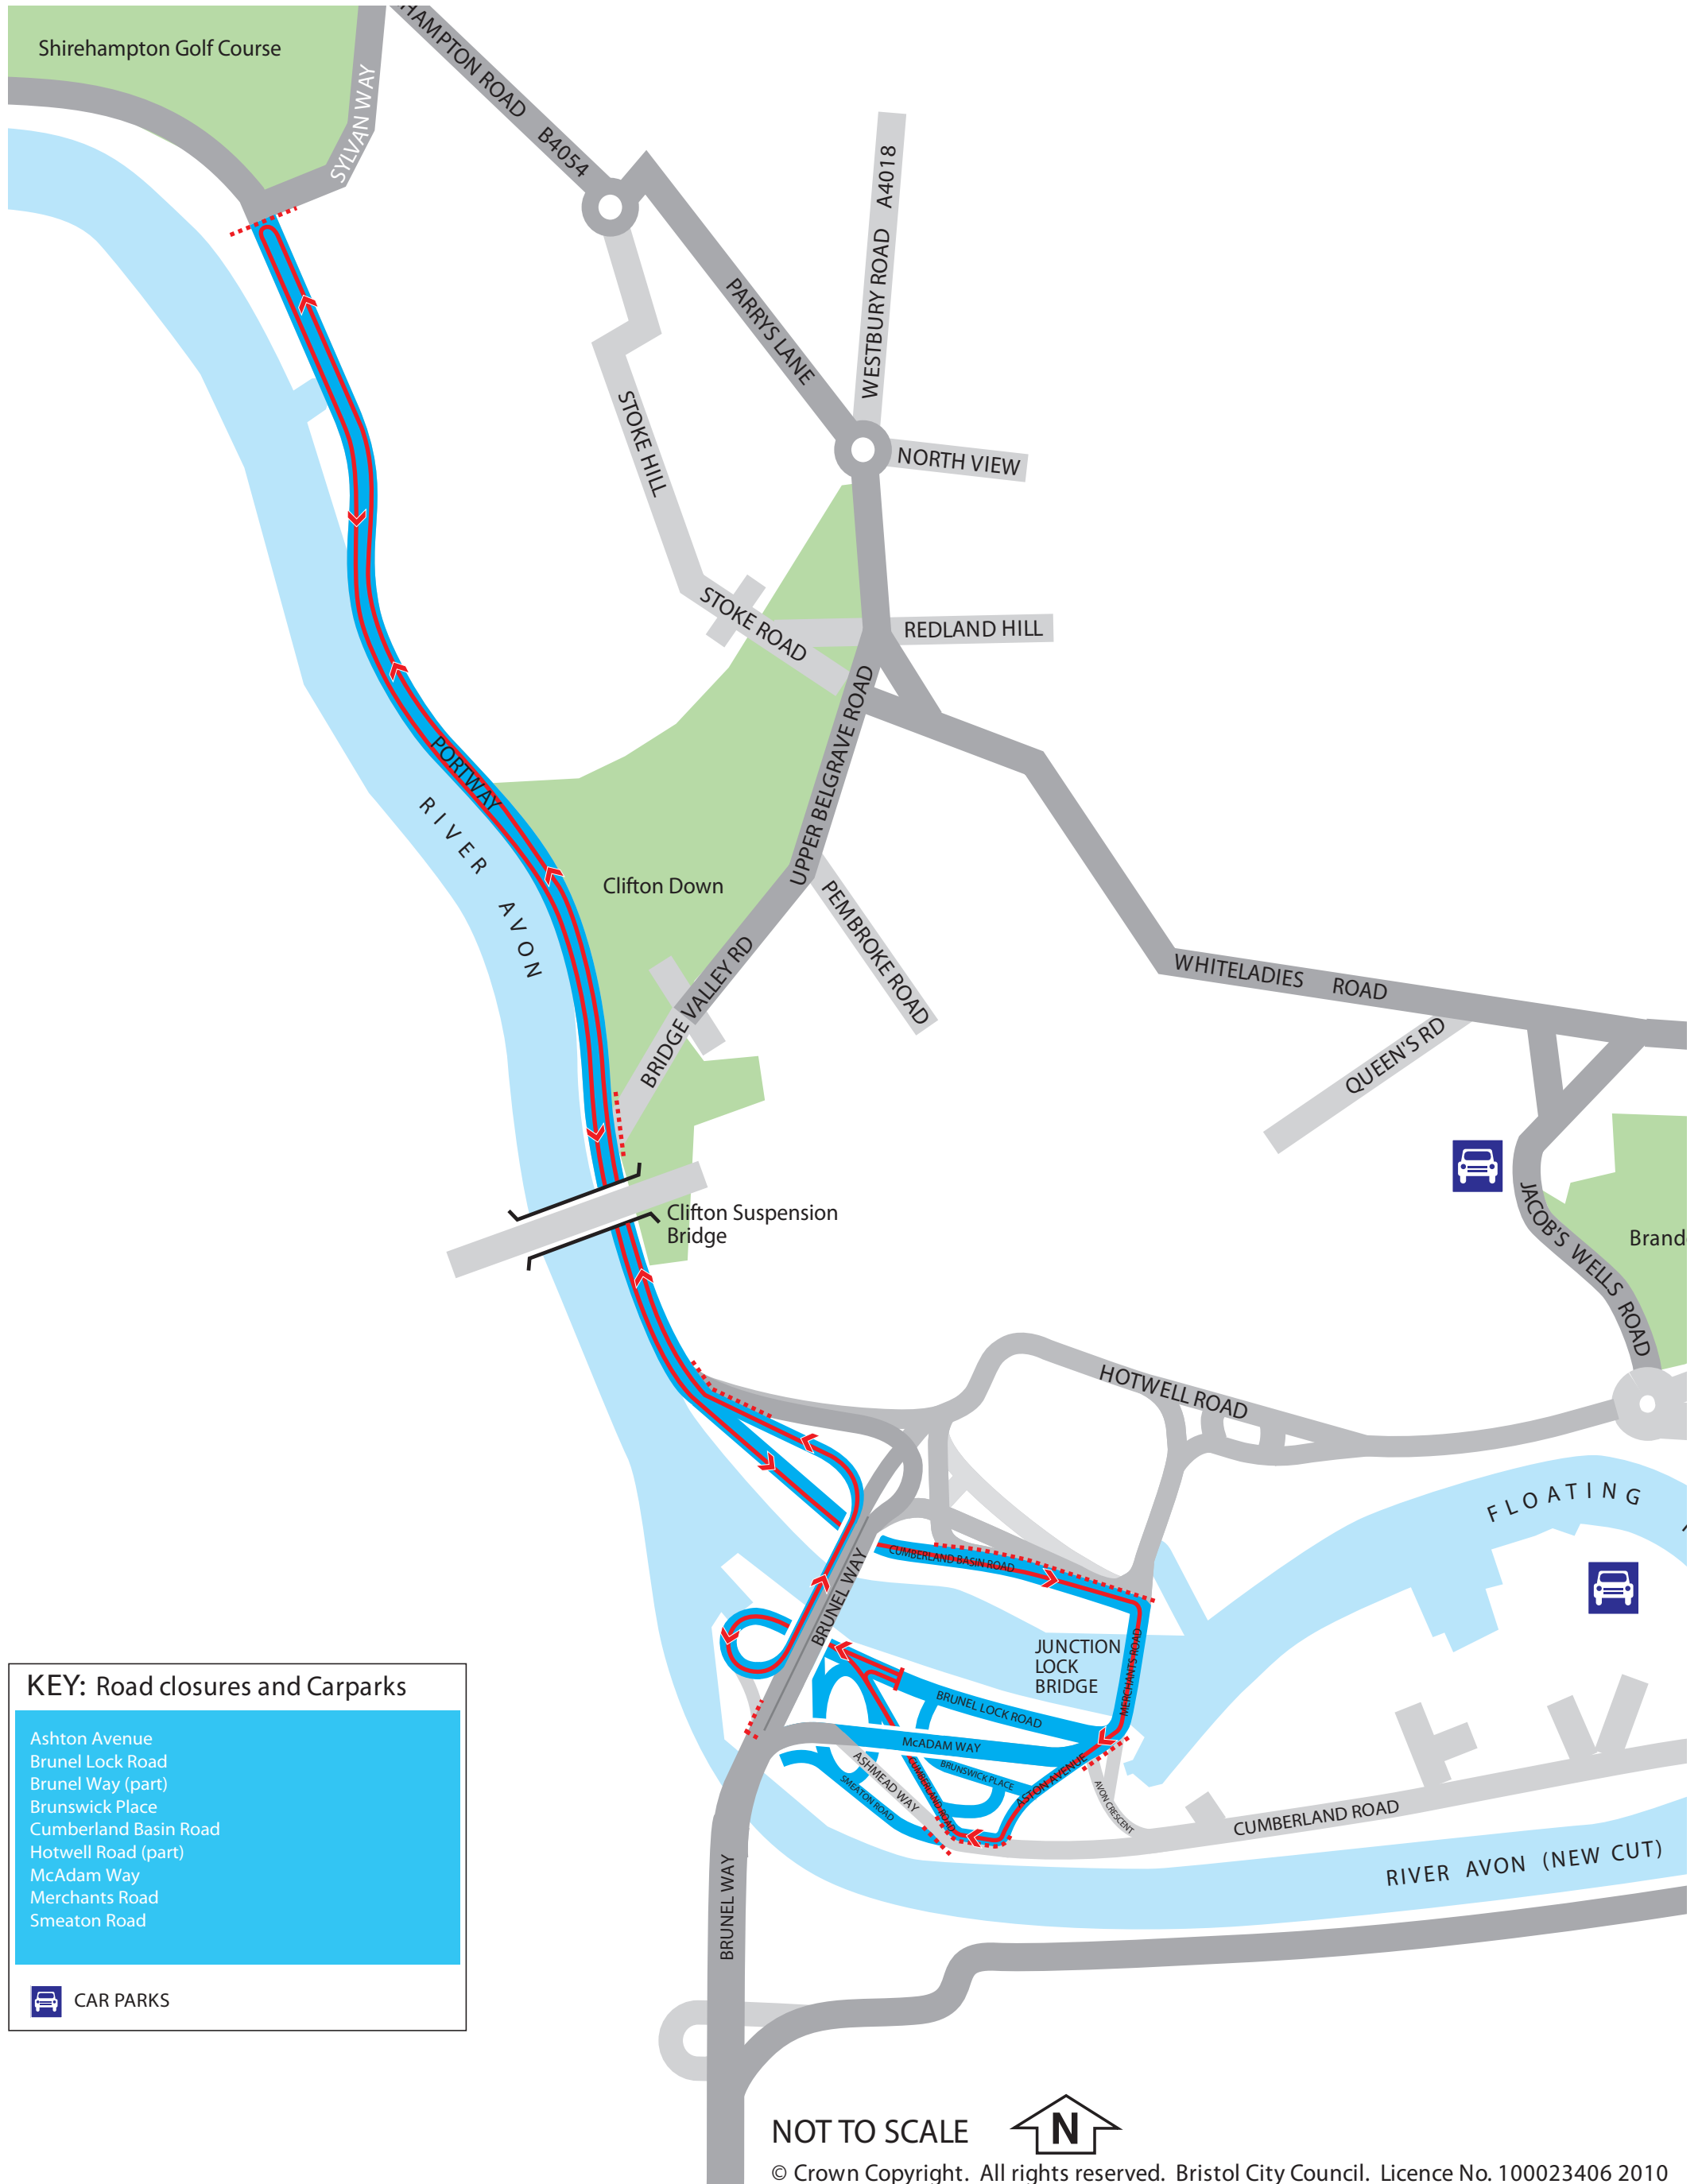 Shirehampton Golf Course
SYLVAN WAY
HAMPTON ROAD B4054
WESTBURY ROAD A4018
PARRYS LANE
NORTH VIEW
STOKE HILL
STOKE ROAD
REDLAND HILL
UPPER BELGRAVE ROAD
PORTWAY
RIVER AVON
Clifton Down
PEMBROKE ROAD
BRIDGE VALLEY RD
WHITELADIES ROAD
QUEEN'S RD
Clifton Suspension
Bridge
JACOB'S WELLS ROAD
Brand
HOTWELL ROAD
FLOATING
CUMBERLAND BASIN ROAD
BRUNEL WAY
JUNCTION
LOCK
BRIDGE
MERCHANTS ROAD
BRUNEL LOCK ROAD
McADAM WAY
BRUNSWICK PLACE
ASHMEAD WAY
SMEATON ROAD
CUMBERLAND ROAD
ASTON AVENUE
AVON CRESCENT
CUMBERLAND ROAD
RIVER AVON (NEW CUT)
BRUNEL WAY
KEY: Road closures and Carparks
Ashton Avenue
Brunel Lock Road
Brunel Way (part)
Brunswick Place
Cumberland Basin Road
Hotwell Road (part)
McAdam Way
Merchants Road
Smeaton Road
CAR PARKS
NOT TO SCALE
N
© Crown Copyright. All rights reserved. Bristol City Council. Licence No. 100023406 2010